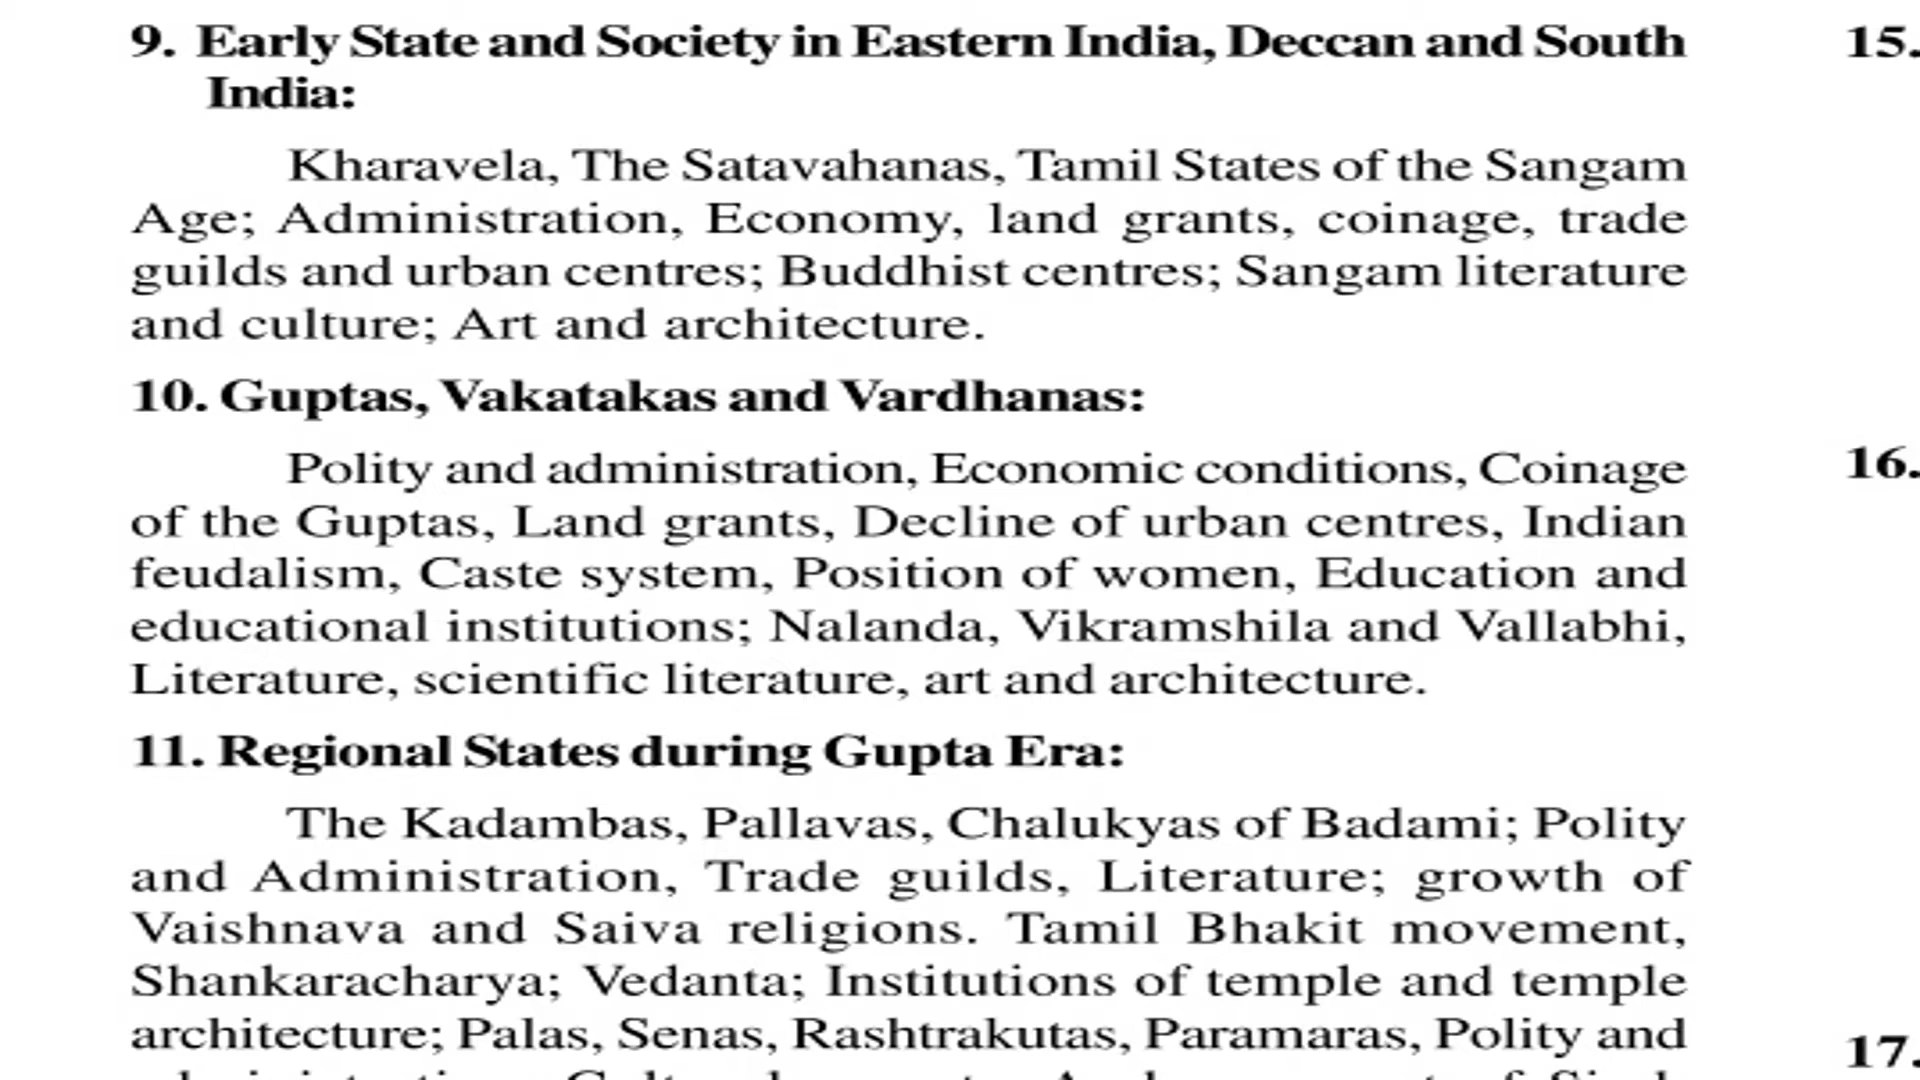 9. Early State and Society in Eastern India, Deccan and South
India:
Kharavela, The Satavahanas, Tamil States of the Sangam
Age; Administration, Economy, land grants, coinage, trade
guilds and urban centres; Buddhist centres; Sangam literature
and culture; Art and architecture.
10. Guptas, Vakatakas and Vardhanas:
Polity and administration, Economic conditions, Coinage
of the Guptas, Land grants, Decline of urban centres, Indian
feudalism, Caste system, Position of women, Education and
educational institutions; Nalanda, Vikramshila and Vallabhi,
Literature, scientific literature, art and architecture.
11. Regional States during Gupta Era:
The Kadambas, Pallavas, Chalukyas of Badami; Polity
and Administration, Trade guilds, Literature; growth of
Vaishnava and Saiva religions. Tamil Bhakit movement,
Shankaracharya; Vedanta; Institutions of temple and temple
architecture; Palas, Senas, Rashtrakutas, Paramaras, Polity and
15.
16.
17.